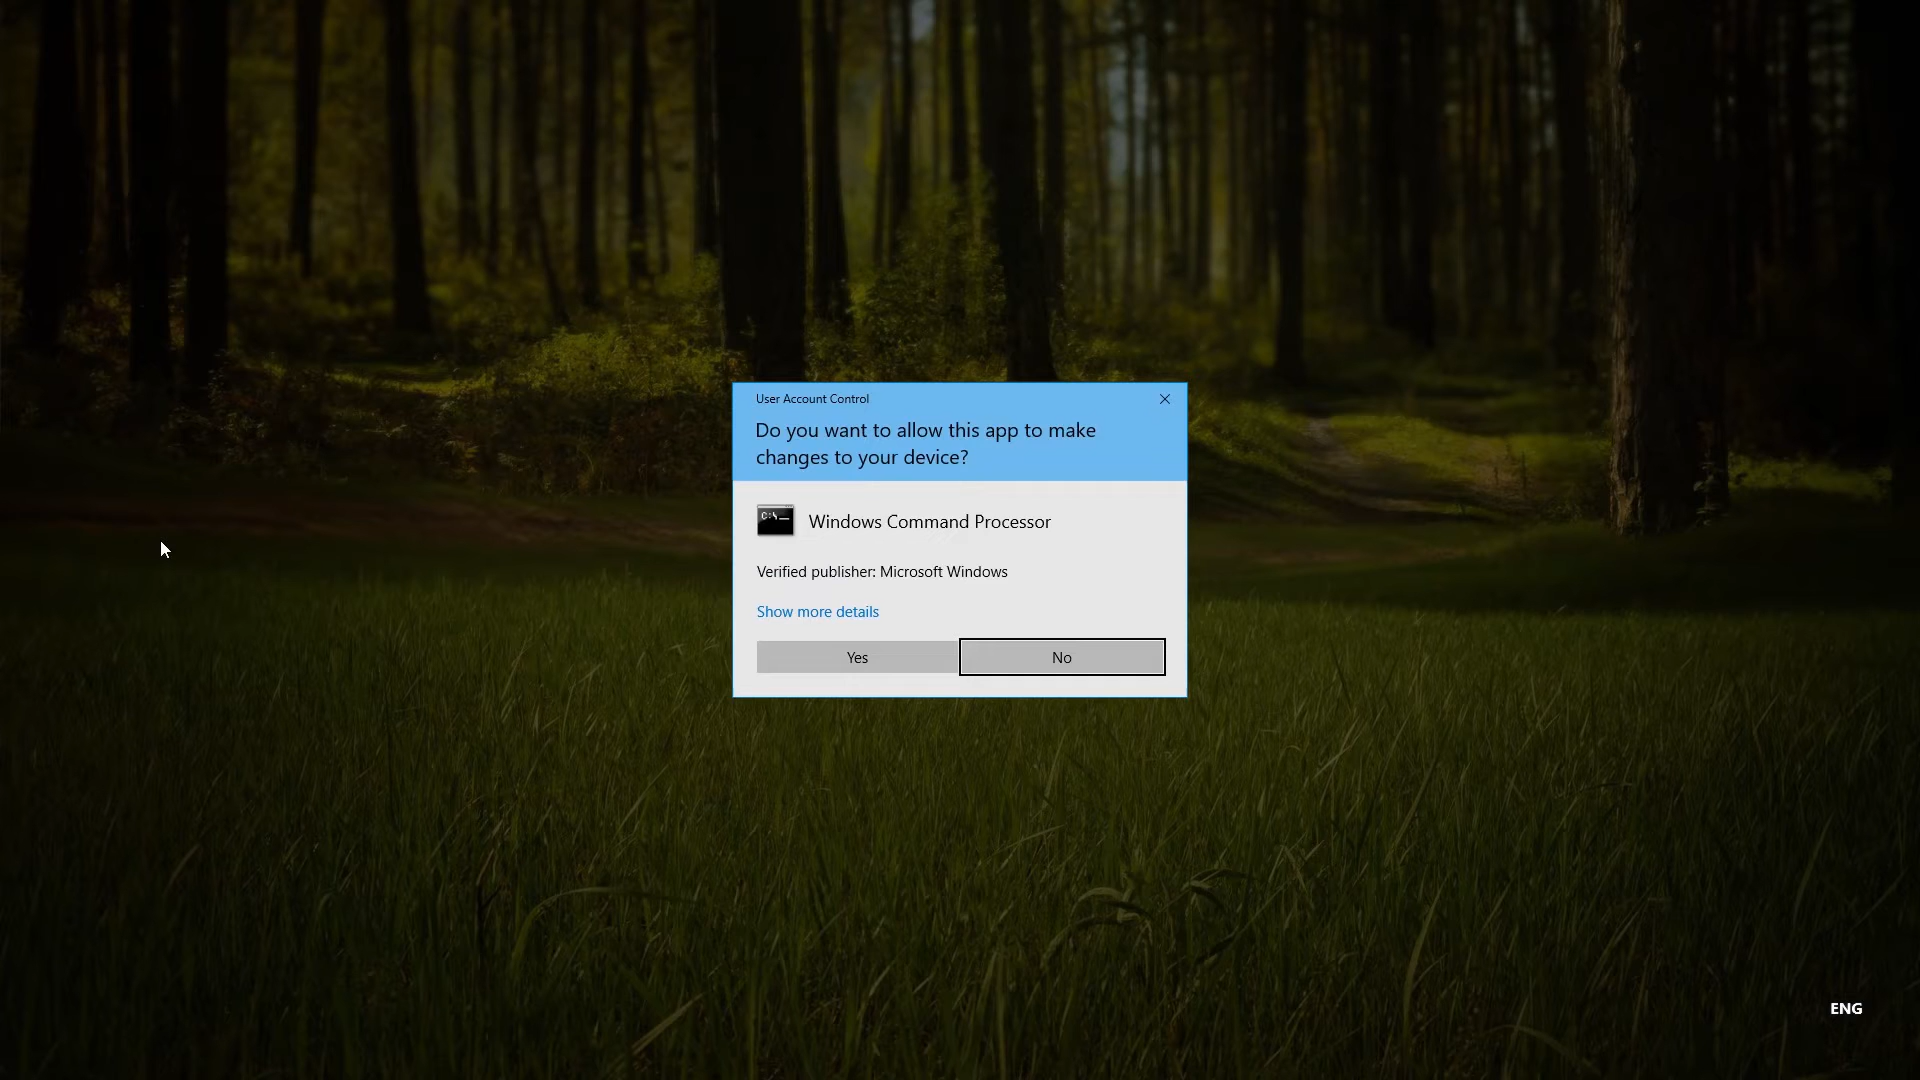 User Account Control
Do you want to allow this app to make
changes to your device?
C:\_
Windows Command Processor
Verified publisher: Microsoft Windows
Show more details
Yes
No
ENG